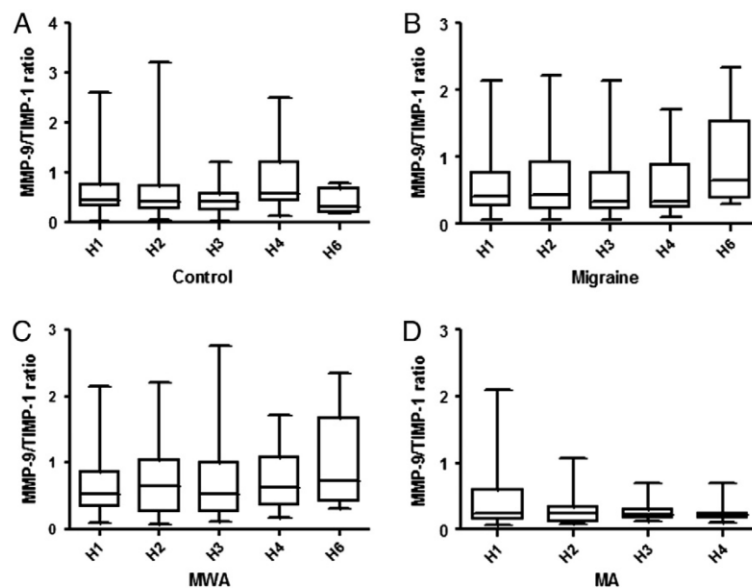 A
MMP-9/TIMP-1 ratio
4
3
2
1
0
H1 H2 H3 H4 H6
Control
B
MMP-9/TIMP-1 ratio
3
2
1
0
H1 H2 H3 H4 H6
Migraine
C
MMP-9/TIMP-1 ratio
3
2
1
0
H1 H2 H3 H4 H6
MWA
D
MMP-9/TIMP-1 ratio
3
2
1
0
H1 H2 H3 H4
MA